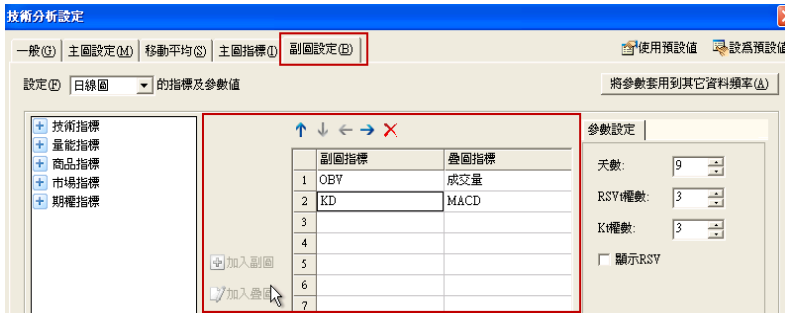 技術分析設定
一般(G) 主圖設定(M) 移動平均(S) 主圖指標(I) 副圖設定(B) 使用預設值 設為預設值
設定(P) 日線圖 的指標及參數值 將參數套用到其它資料頻率(A)
技術指標
量能指標
商品指標
市場指標
期權指標
加入副圖
加入疊圖
副圖指標 疊圖指標
1 OBV 成交量
2 KD MACD
3
4
5
6
7
參數設定
天數: 9
RSVt權數: 3
Kt權數: 3
顯示RSV